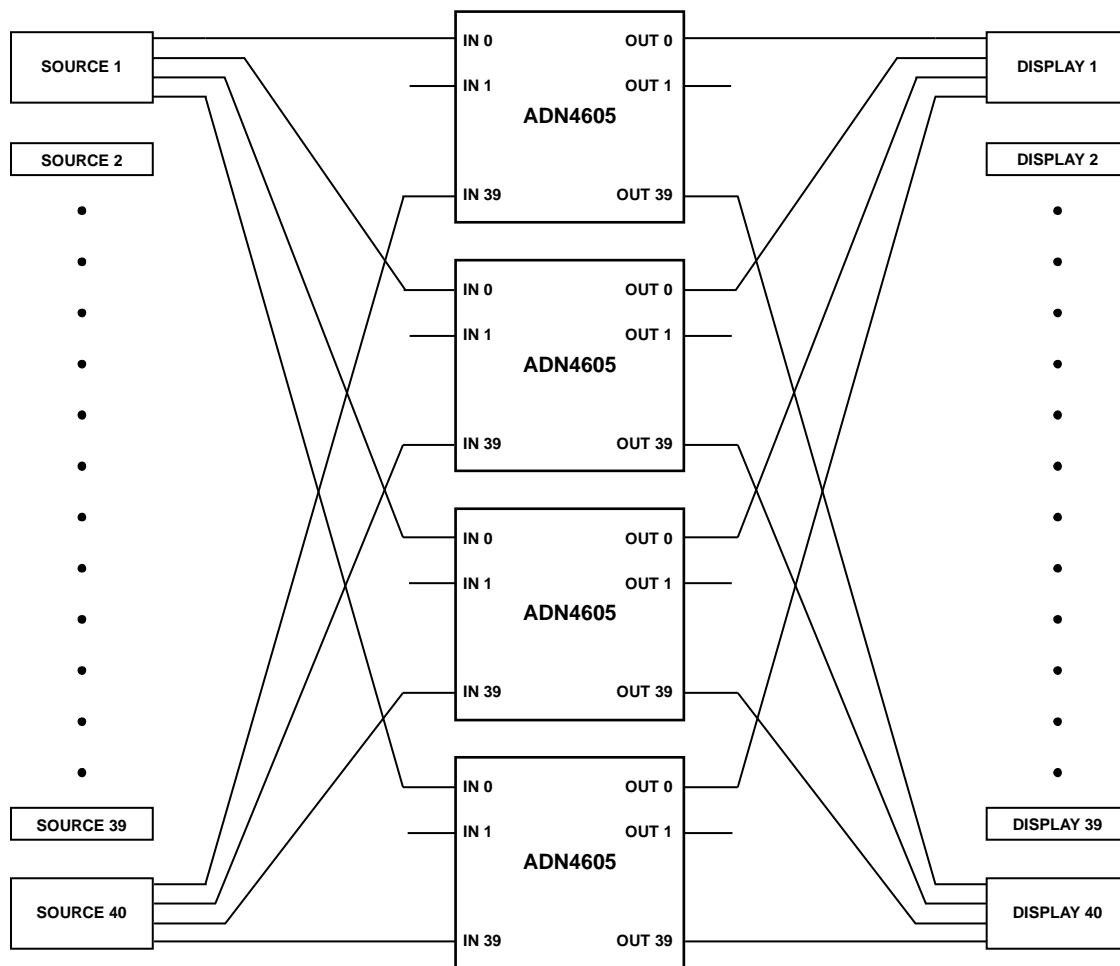 SOURCE 1
SOURCE 2
SOURCE 39
SOURCE 40
IN 0
OUT 0
IN 1
OUT 1
ADN4605
IN 39
OUT 39
IN 0
OUT 0
IN 1
OUT 1
ADN4605
IN 39
OUT 39
IN 0
OUT 0
IN 1
OUT 1
ADN4605
IN 39
OUT 39
IN 0
OUT 0
IN 1
OUT 1
ADN4605
IN 39
OUT 39
DISPLAY 1
DISPLAY 2
DISPLAY 39
DISPLAY 40